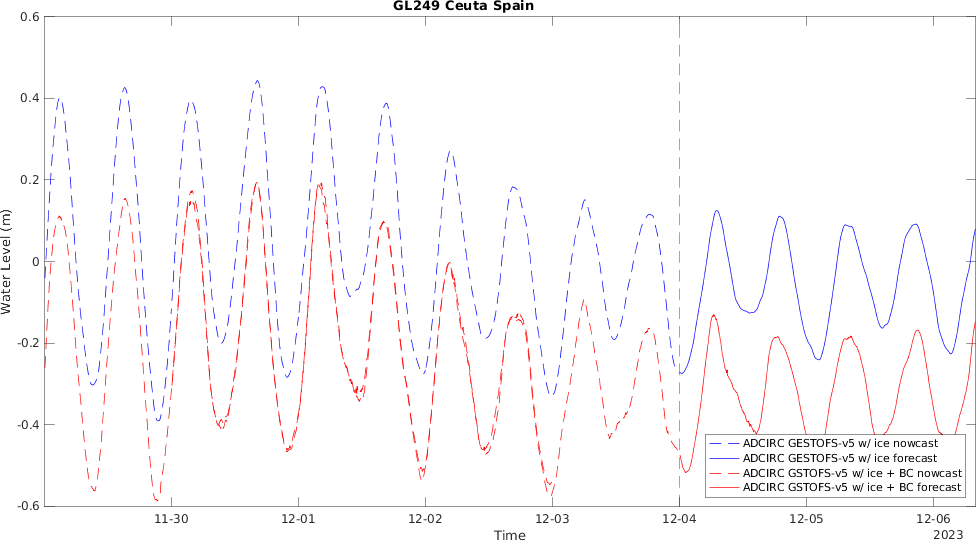 GL249 Ceuta Spain
0.6
0.4
0.2
0
-0.2
-0.4
-0.6
Water Level (m)
ADCIRC GESTOFS-v5 w/ ice nowcast
ADCIRC GESTOFS-v5 w/ ice forecast
ADCIRC GSTOFS-v5 w/ ice + BC nowcast
ADCIRC GSTOFS-v5 w/ ice + BC forecast
11-30
12-01
12-02
12-03
12-04
12-05
12-06
Time
2023